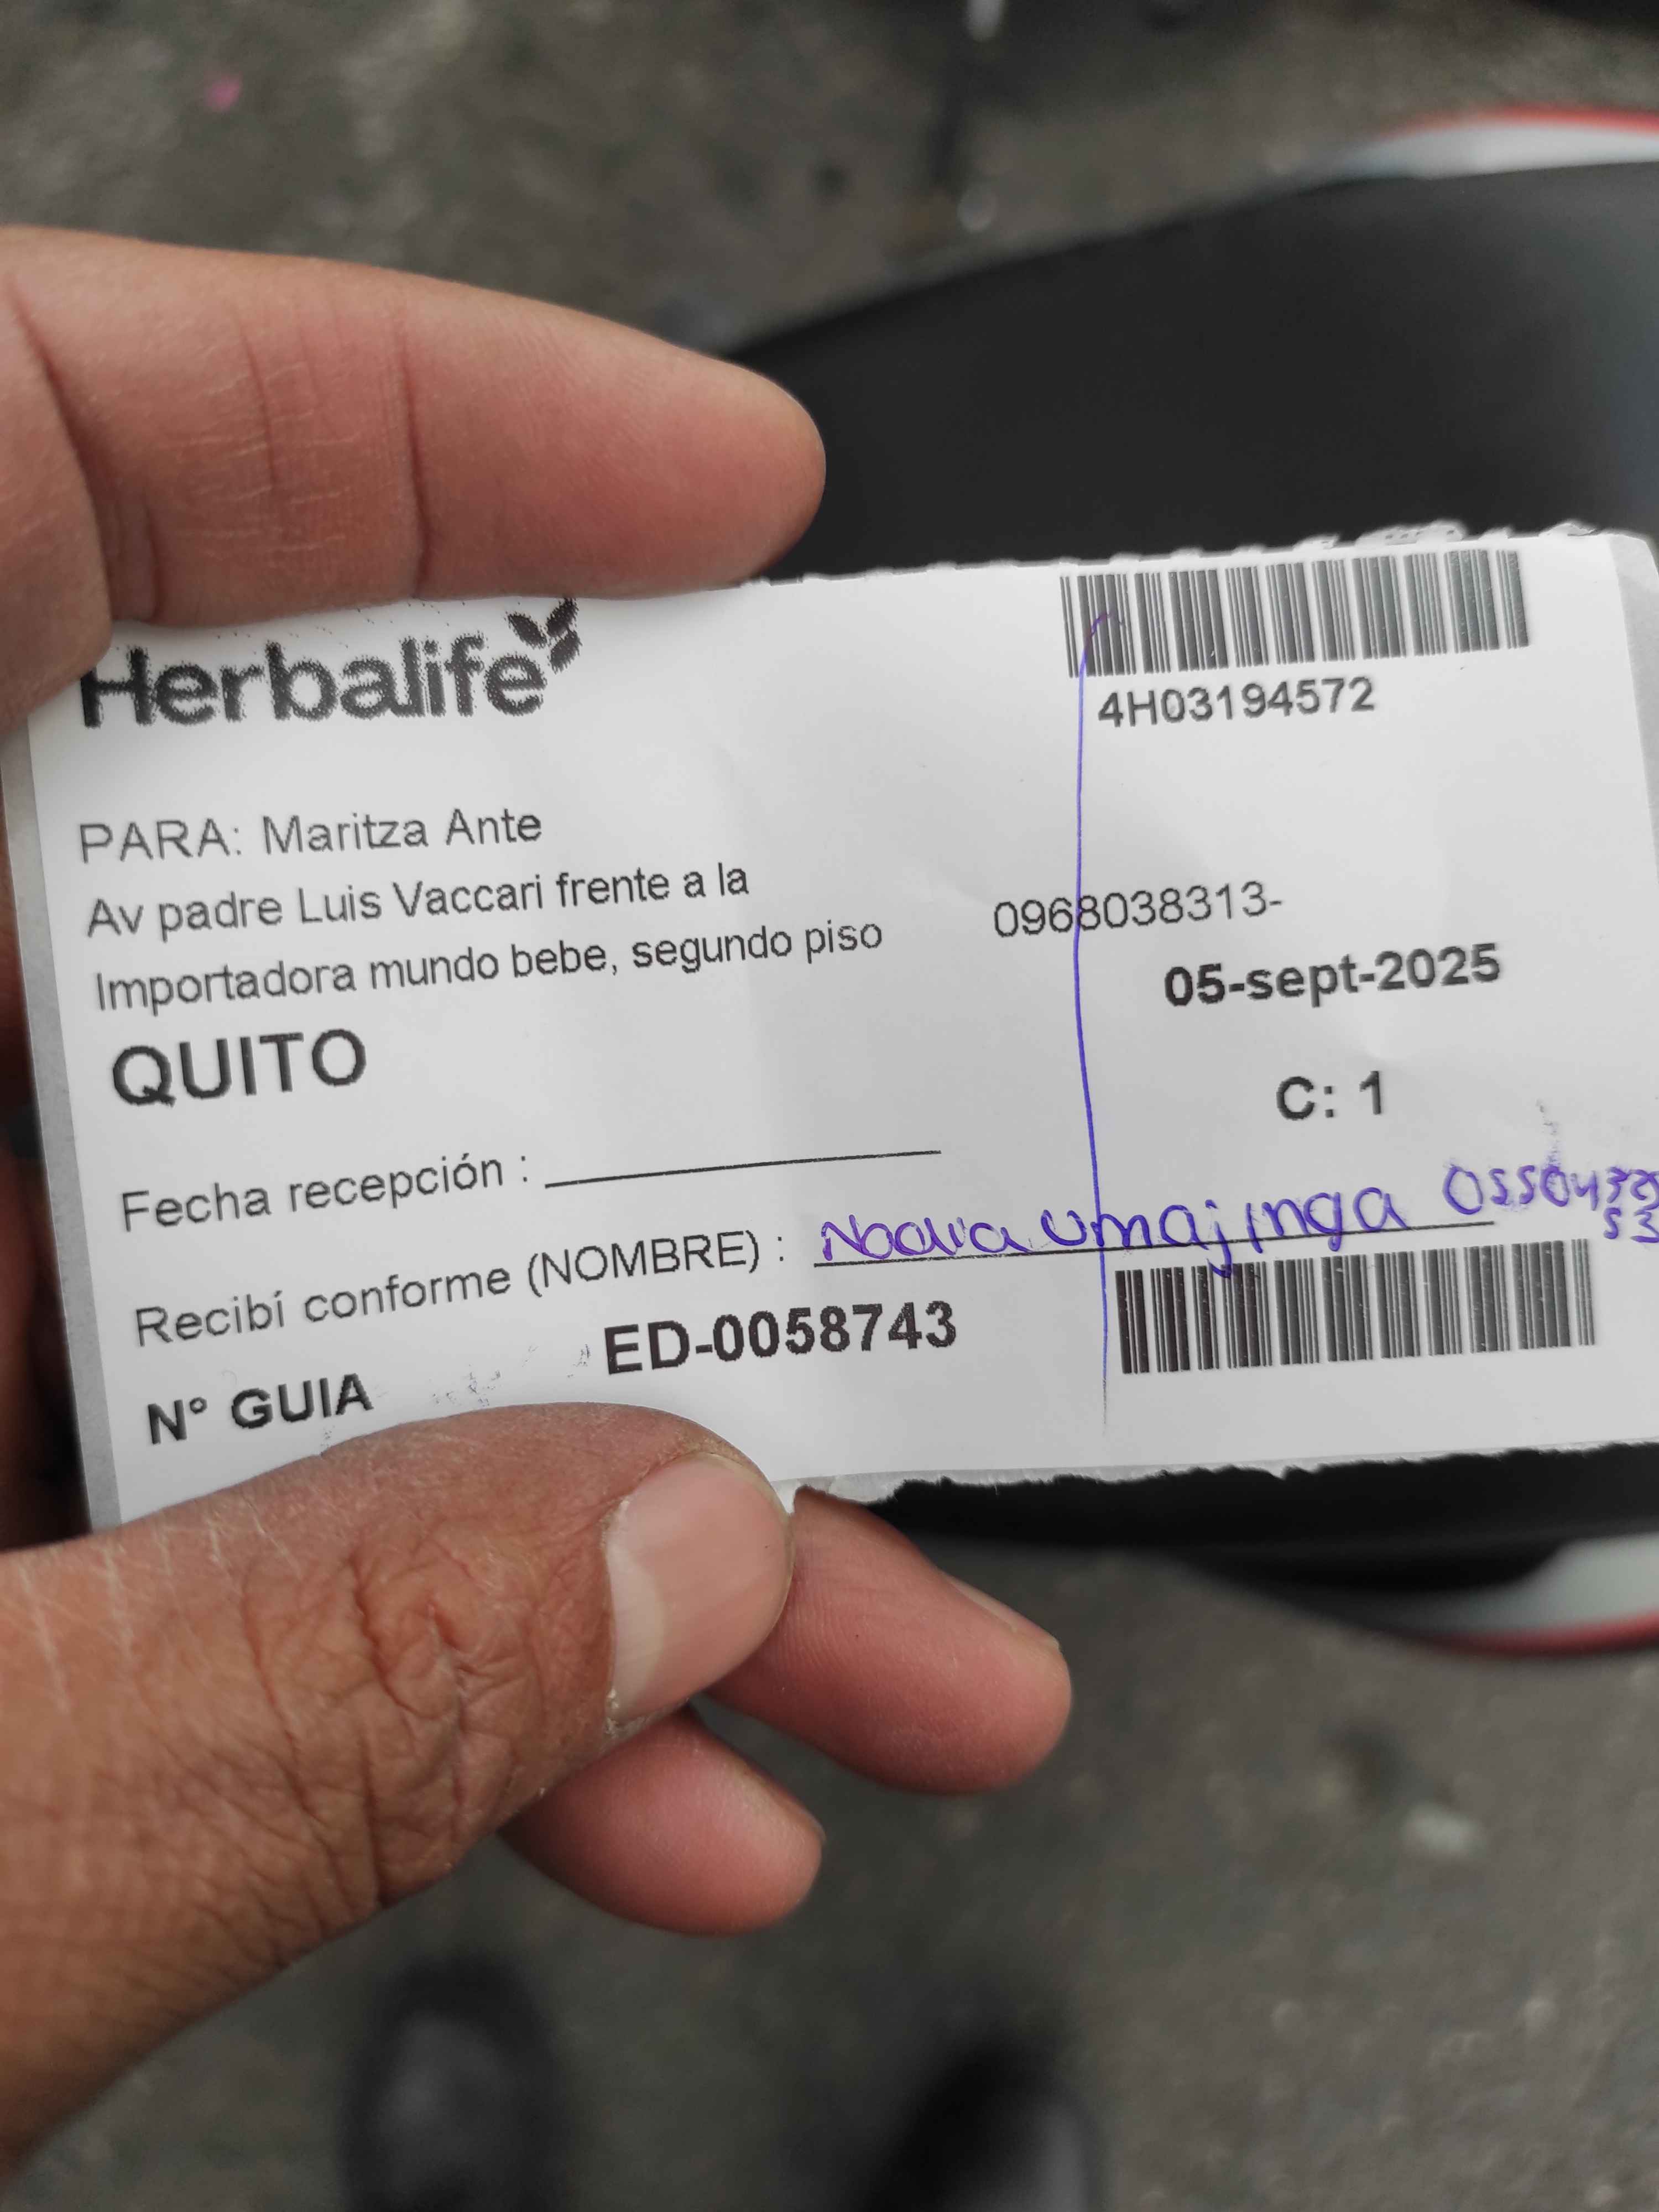 Herbalife
4H03194572
PARA: Maritza Ante
Av padre Luis Vaccari frente a la
Importadora mundo bebe, segundo piso
0968038313-
QUITO
05-sept-2025
C: 1
Fecha recepción :
Recibí conforme (NOMBRE) : Umajinga
N° GUIA ED-0058743